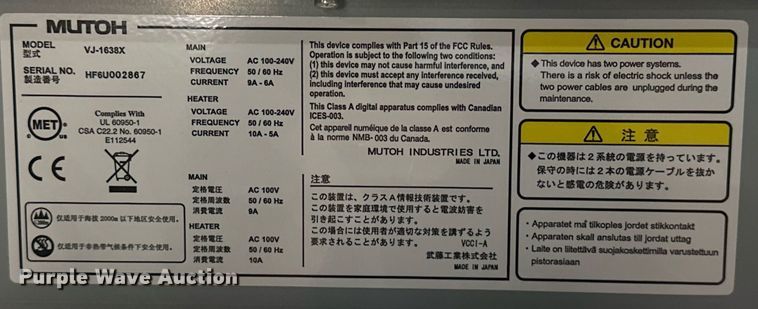 MUTOH
MODEL VJ-1638X
型式
SERIAL NO. HF6U002867
製造番号
MET
C US
Complies With
UL 60950-1
CSA C22.2 No. 60950-1
E112544
CE
仅适用于海拔 2000m 以下地区安全使用。
仅适用于非热带气候条件下安全使用。
MAIN
VOLTAGE AC 100-240V
FREQUENCY 50 / 60 Hz
CURRENT 9A - 6A
HEATER
VOLTAGE AC 100-240V
FREQUENCY 50 / 60 Hz
CURRENT 10A - 5A
MAIN
定格電圧 AC 100V
定格周波数 50 / 60 Hz
消費電流 9A
HEATER
定格電圧 AC 100V
定格周波数 50 / 60 Hz
消費電流 10A
This device complies with Part 15 of the FCC Rules.
Operation is subject to the following two conditions:
(1) this device may not cause harmful interference, and
(2) this device must accept any interference received,
including interference that may cause undesired
operation.
This Class A digital apparatus complies with Canadian
ICES-003.
Cet appareil numéique de la classe A est conforme
à la norme NMB- 003 du Canada.
MUTOH INDUSTRIES LTD.
MADE IN JAPAN
注意
この装置は、クラスA情報技術装置です。
この装置を家庭環境で使用すると電波妨害を
引き起こすことがあります。
この場合には使用者が適切な対策を講ずるよう
要求されることがあります。 VCCI-A
武藤工業株式会社
MADE IN JAPAN
CAUTION
◆This device has two power systems.
There is a risk of electric shock unless the
two power cables are unplugged during the
maintenance.
注 意
◆この機器は2系統の電源を持っています。
保守の時には2本の電源ケーブルを抜か
ないと感電の危険があります。
・Apparatet må tilkoples jordet stikkontakt
・Apparaten skall anslutas till jordat uttag
・Laite on liitettävä suojakoskettimilla varustettuun
pistorasiaan
Purple Wave Auction